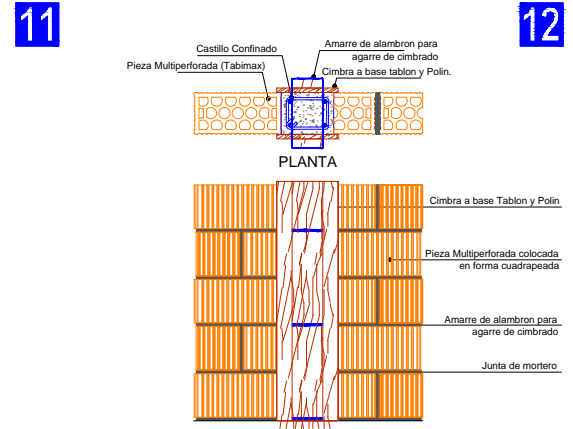 11
12
Castillo Confinado
Amarre de alambron para
agarre de cimbrado
Pieza Multiperforada (Tabimax)
Cimbra a base tablon y Polin.
PLANTA
Cimbra a base Tablon y Polin
Pieza Multiperforada colocada
en forma cuadrapeada
Amarre de alambron para
agarre de cimbrado
Junta de mortero